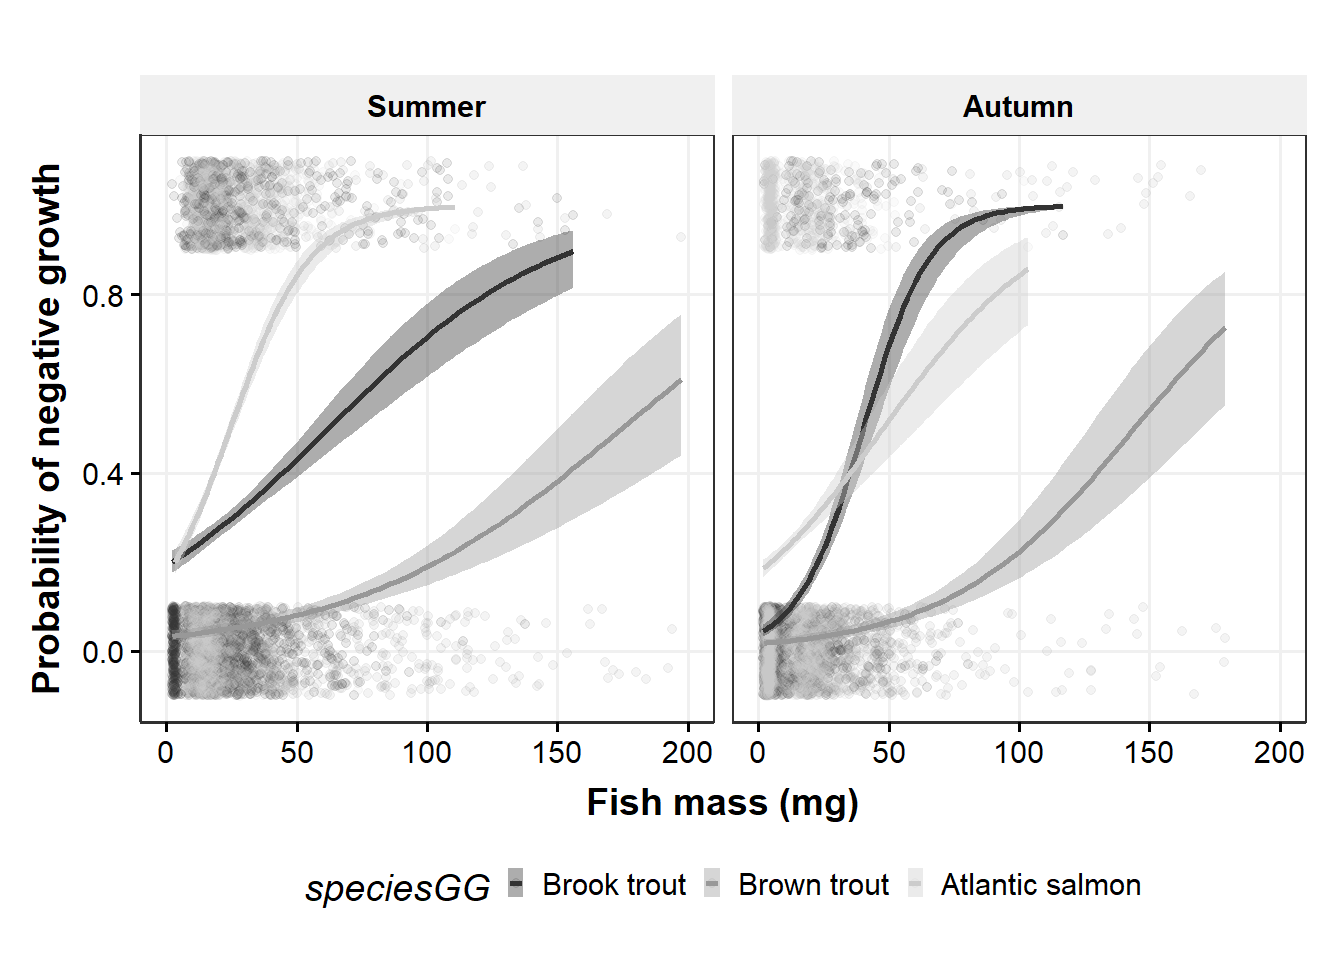 Summer Autumn
Probability of negative growth
0.8
0.4
0.0
0 50 100 150 200 0 50 100 150 200
Fish mass (mg)
speciesGG Brook trout Brown trout Atlantic salmon